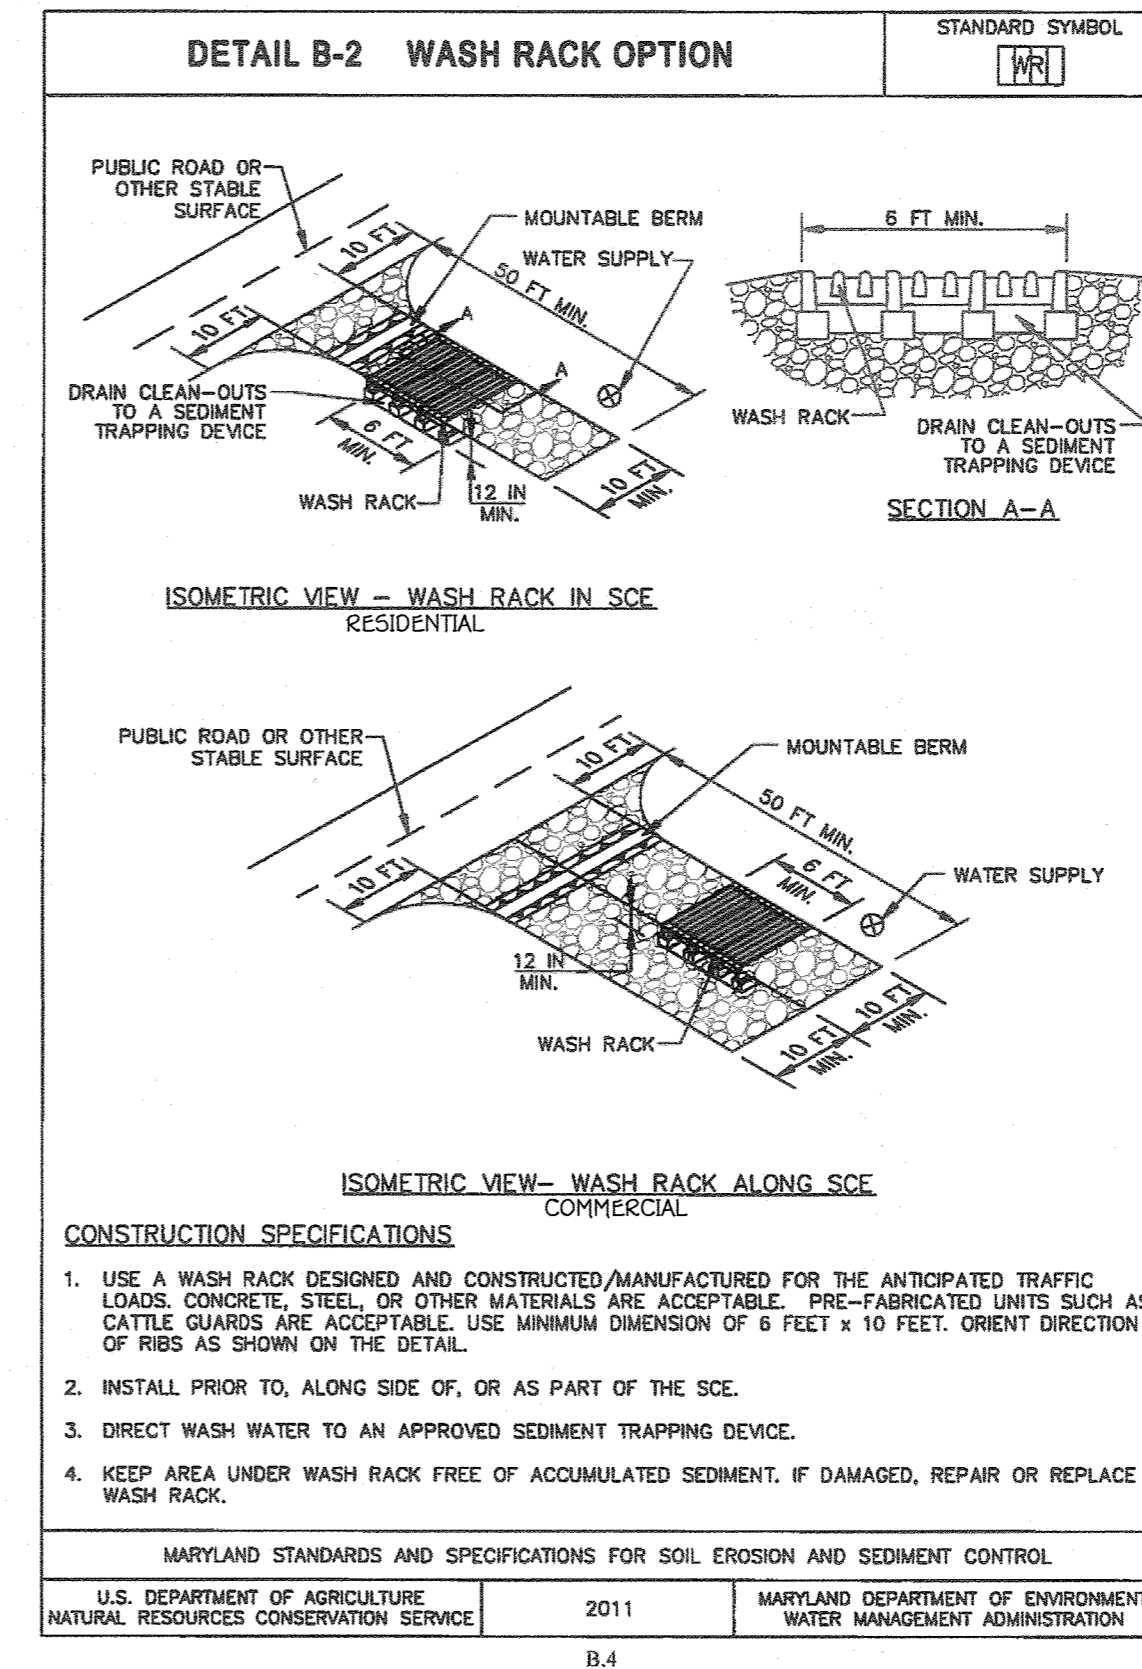 DETAIL B-2 WASH RACK OPTION
STANDARD SYMBOL
WR
PUBLIC ROAD OR
OTHER STABLE
SURFACE
10 FT
MOUNTABLE BERM
WATER SUPPLY
50 FT MIN.
10 FT
A
A
DRAIN CLEAN-OUTS
TO A SEDIMENT
TRAPPING DEVICE
6 FT
MIN.
WASH RACK
12 IN
MIN.
10 FT
MIN.
6 FT MIN.
WASH RACK
DRAIN CLEAN-OUTS
TO A SEDIMENT
TRAPPING DEVICE
SECTION A-A
ISOMETRIC VIEW - WASH RACK IN SCE
RESIDENTIAL
PUBLIC ROAD OR OTHER
STABLE SURFACE
10 FT
MOUNTABLE BERM
50 FT MIN.
6 FT
MIN.
WATER SUPPLY
10 FT
12 IN
MIN.
WASH RACK
10 FT
MIN.
10 FT
MIN.
ISOMETRIC VIEW- WASH RACK ALONG SCE
COMMERCIAL
CONSTRUCTION SPECIFICATIONS
1. USE A WASH RACK DESIGNED AND CONSTRUCTED/MANUFACTURED FOR THE ANTICIPATED TRAFFIC
LOADS. CONCRETE, STEEL, OR OTHER MATERIALS ARE ACCEPTABLE. PRE-FABRICATED UNITS SUCH AS
CATTLE GUARDS ARE ACCEPTABLE. USE MINIMUM DIMENSION OF 6 FEET x 10 FEET. ORIENT DIRECTION
OF RIBS AS SHOWN ON THE DETAIL.
2. INSTALL PRIOR TO, ALONG SIDE OF, OR AS PART OF THE SCE.
3. DIRECT WASH WATER TO AN APPROVED SEDIMENT TRAPPING DEVICE.
4. KEEP AREA UNDER WASH RACK FREE OF ACCUMULATED SEDIMENT. IF DAMAGED, REPAIR OR REPLACE
WASH RACK.
MARYLAND STANDARDS AND SPECIFICATIONS FOR SOIL EROSION AND SEDIMENT CONTROL
U.S. DEPARTMENT OF AGRICULTURE
NATURAL RESOURCES CONSERVATION SERVICE
2011
MARYLAND DEPARTMENT OF ENVIRONMENT
WATER MANAGEMENT ADMINISTRATION
B.4